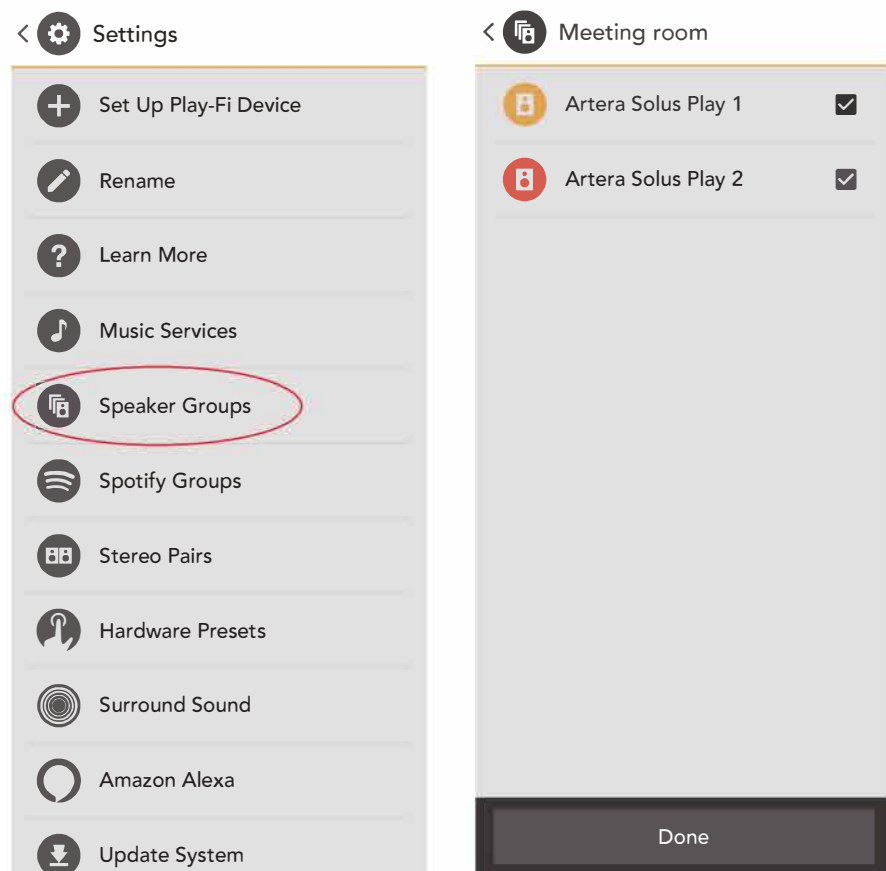 Settings
Set Up Play-Fi Device
Rename
Learn More
Music Services
Speaker Groups
Spotify Groups
Stereo Pairs
Hardware Presets
Surround Sound
Amazon Alexa
Update System
Meeting room
Artera Solus Play 1
Artera Solus Play 2
Done